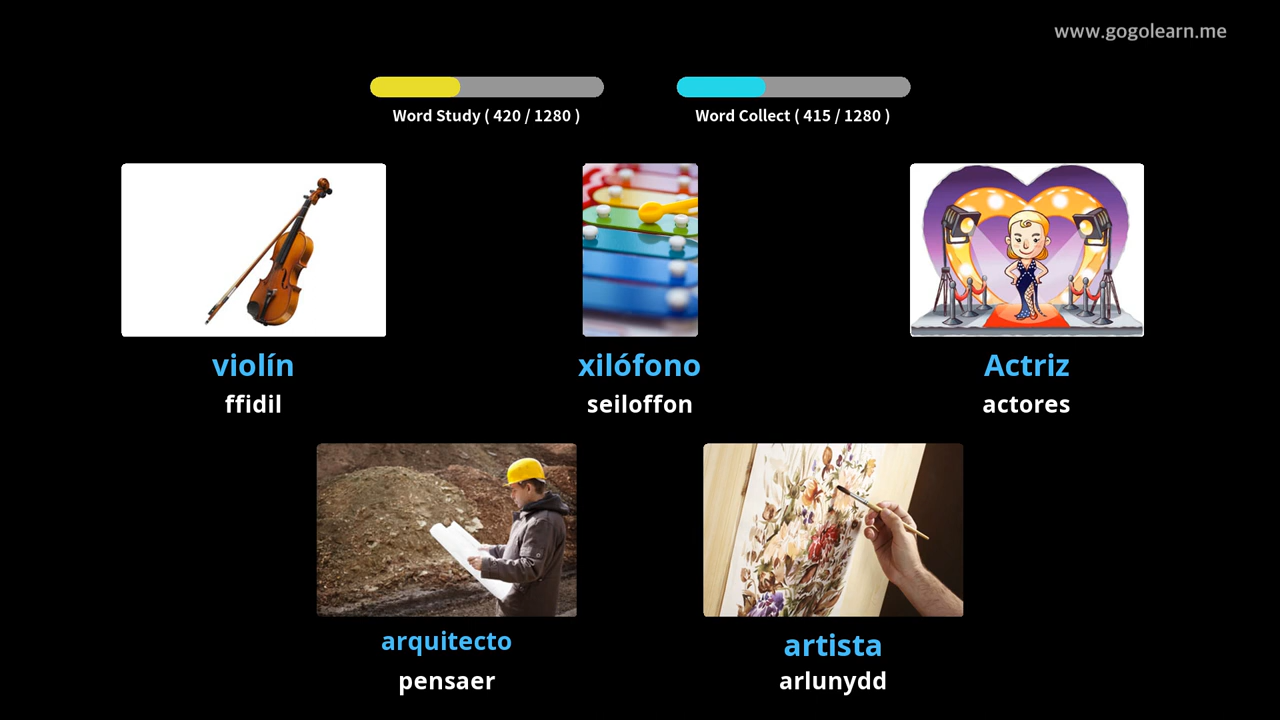 www.gogolearn.me
Word Study ( 420 / 1280 )
Word Collect ( 415 / 1280 )
violín
ffidil
xilófono
seiloffon
Actriz
actores
arquitecto
pensaer
artista
arlunydd